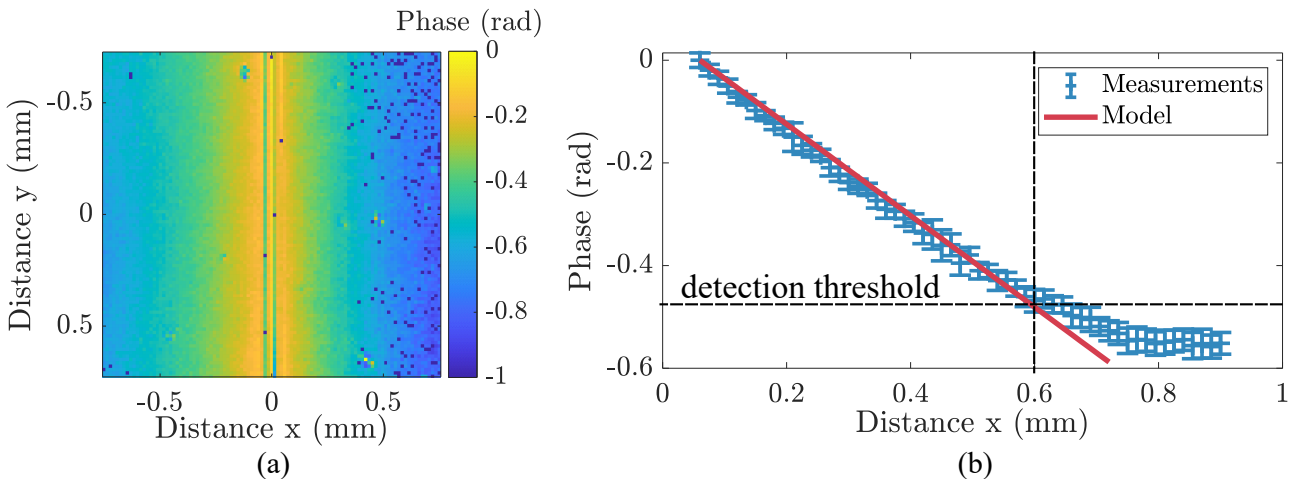 Phase (rad)
-0.5
0
0.5
Distance y (mm)
-0.5
0
0.5
Distance x (mm)
0
-0.2
-0.4
-0.6
-0.8
-1
(a)
0
-0.2
-0.4
-0.6
Phase (rad)
Measurements
Model
detection threshold
0
0.2
0.4
0.6
0.8
1
Distance x (mm)
(b)